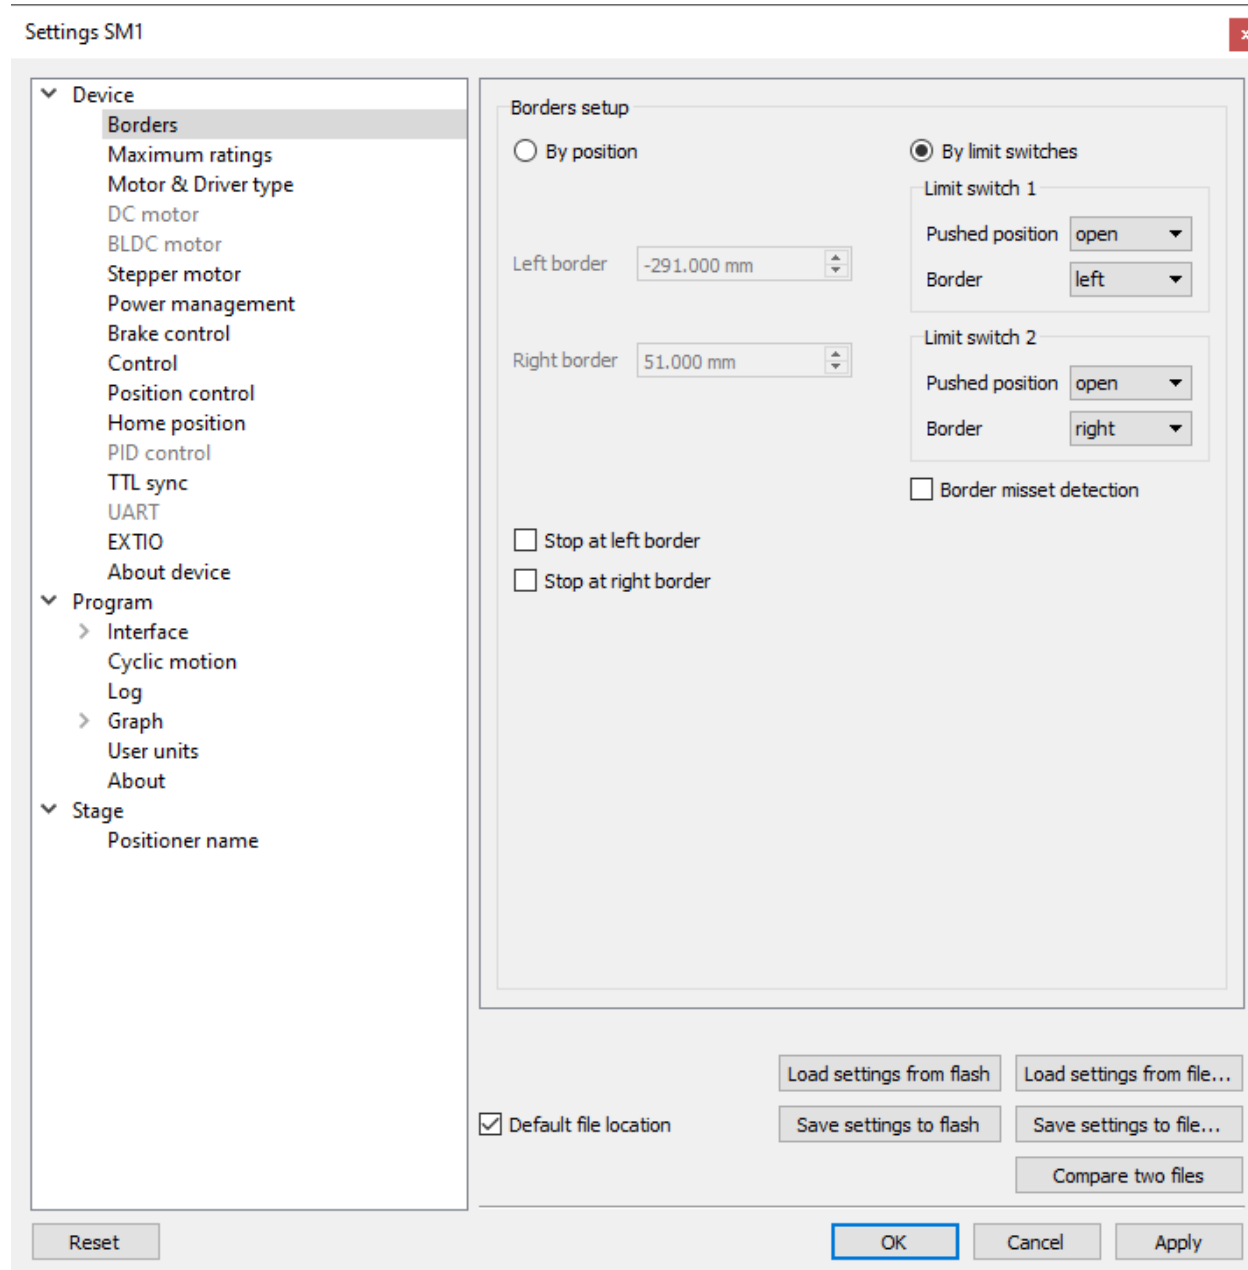 Settings SM1
x
Device
Borders
Maximum ratings
Motor & Driver type
DC motor
BLDC motor
Stepper motor
Power management
Brake control
Control
Position control
Home position
PID control
TTL sync
UART
EXTIO
About device
Program
Interface
Cyclic motion
Log
Graph
User units
About
Stage
Positioner name
Borders setup
By position
By limit switches
Limit switch 1
Pushed position open
Left border -291.000 mm
Border left
Limit switch 2
Right border 51.000 mm
Pushed position open
Border right
Border misset detection
Stop at left border
Stop at right border
Load settings from flash
Load settings from file...
Default file location
Save settings to flash
Save settings to file...
Compare two files
Reset
OK
Cancel
Apply